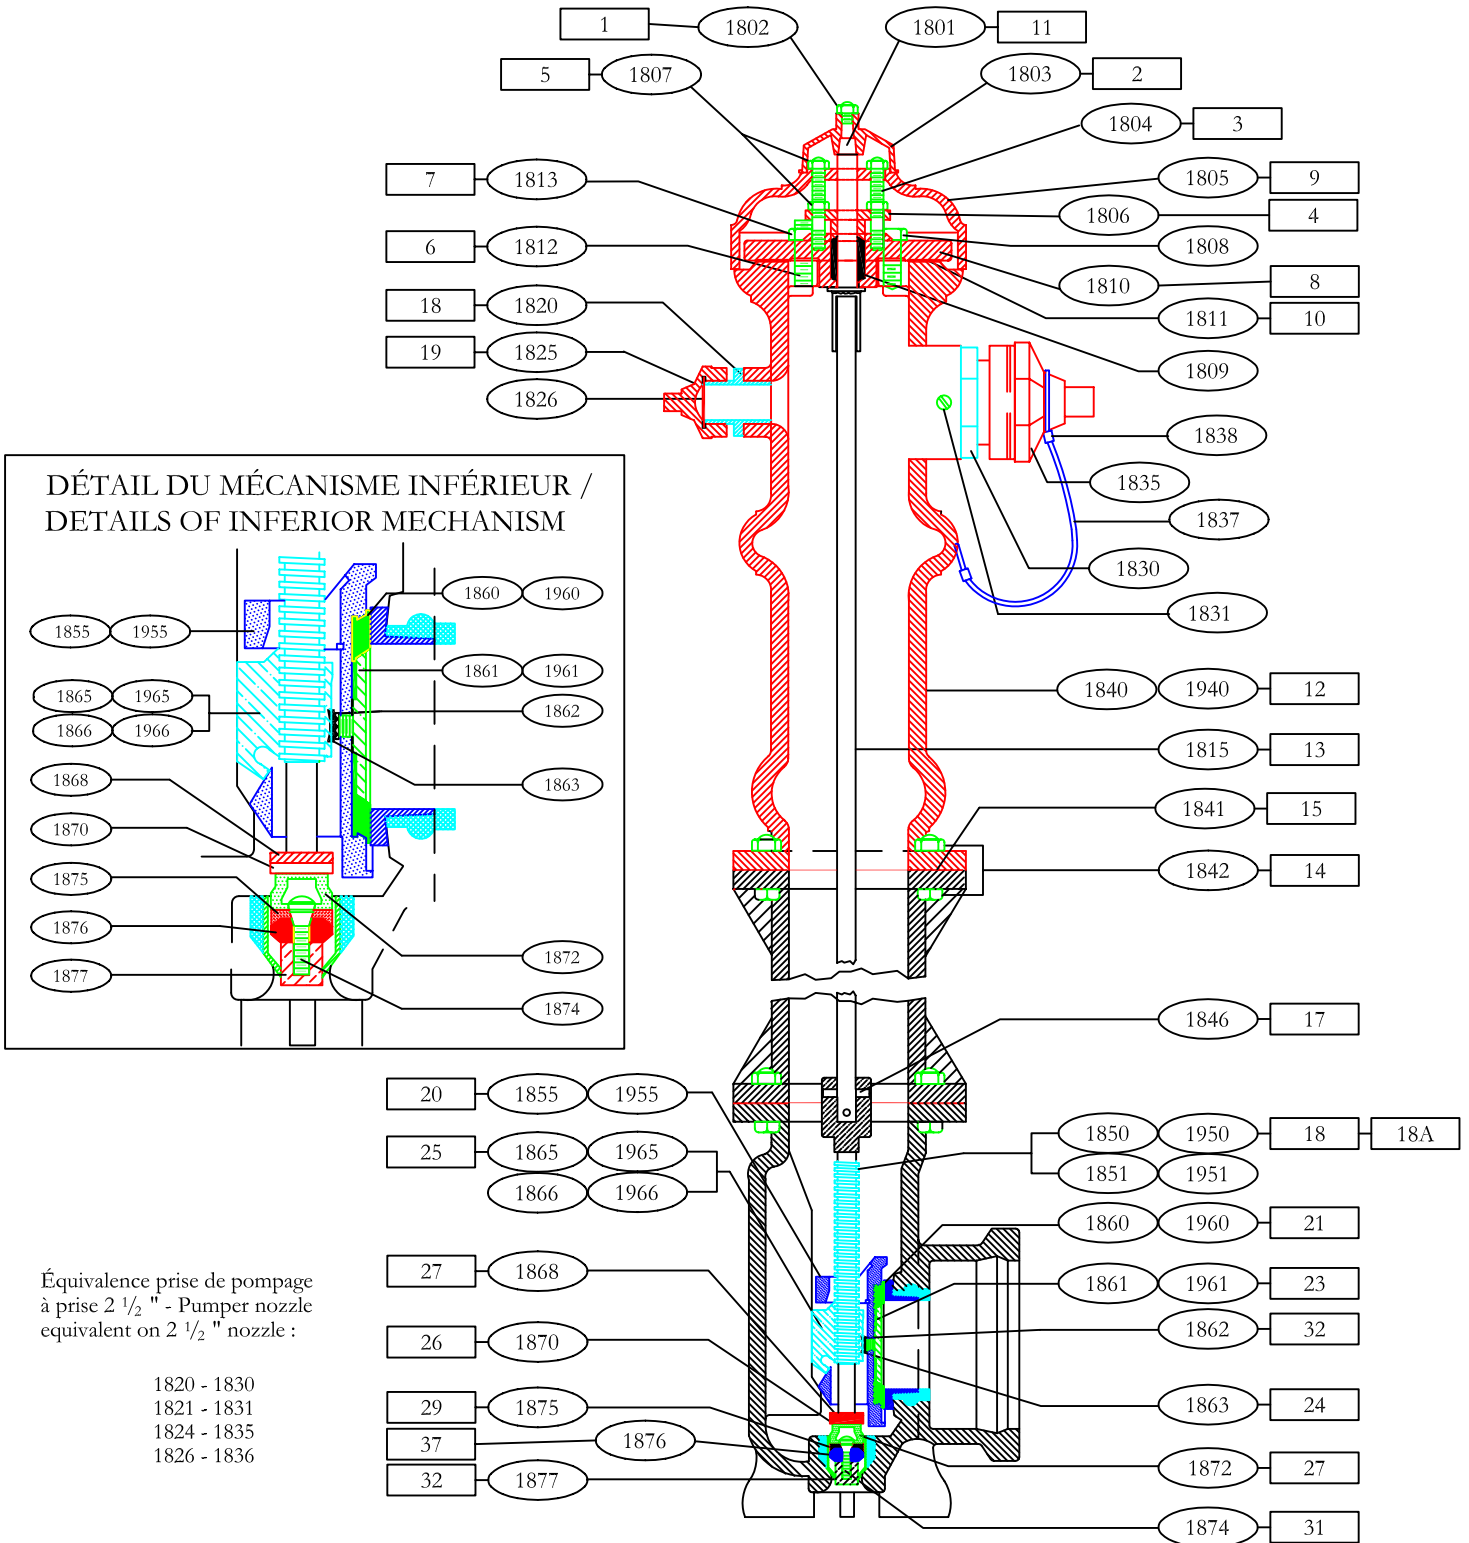 1 1802 1801 11
5 1807 1803 2
1804 3
7 1813 1805 9
1806 4
6 1812 1808
1810 8
18 1820 1811 10
19 1825
1809
1826
1838
1835
1837
1830
1831
DÉTAIL DU MÉCANISME INFÉRIEUR /
DETAILS OF INFERIOR MECHANISM
1860 1960
1855 1955
1861 1961
1865 1965
1862
1866 1966
1868
1863
1870
1875
1876
1872
1877
1874
1840 1940 12
1815 13
1841 15
1842 14
1846 17
20 1855 1955
1850 1950 18 18A
25 1865 1965
1851 1951
1866 1966
1860 1960 21
27 1868
1861 1961 23
26 1870
1862 32
29 1875
1863 24
37 1876
32 1877
1872 27
1874 31
Équivalence prise de pompage
à prise 2 1/2 " - Pumper nozzle
equivalent on 2 1/2 " nozzle :
1820 - 1830
1821 - 1831
1824 - 1835
1826 - 1836